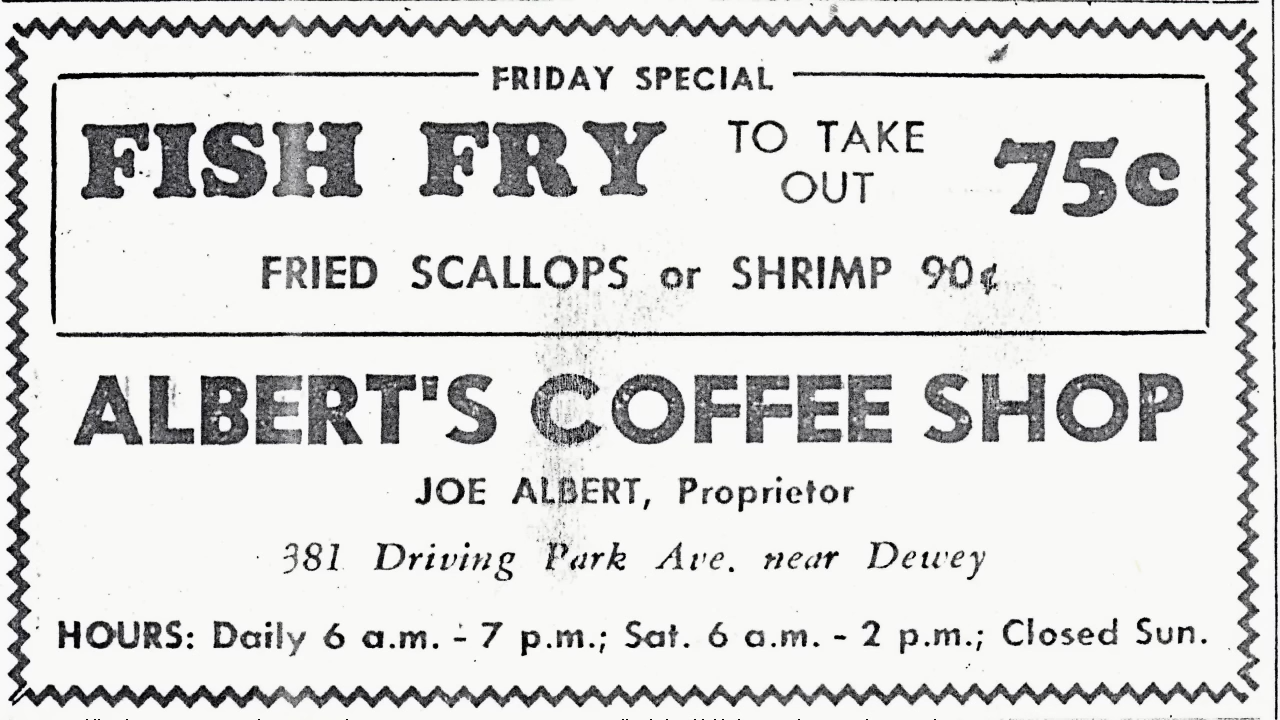 FRIDAY SPECIAL
FISH FRY TO TAKE OUT 75c
FRIED SCALLOPS or SHRIMP 90¢
ALBERT'S COFFEE SHOP
JOE ALBERT, Proprietor
381 Driving Park Ave. near Dewey
HOURS: Daily 6 a.m. - 7 p.m.; Sat. 6 a.m. - 2 p.m.; Closed Sun.